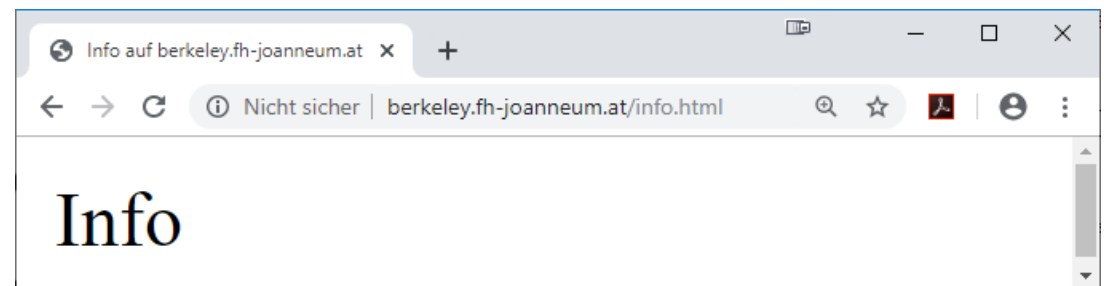 Info auf berkeley.fh-joanneum.at
Nicht sicher | berkeley.fh-joanneum.at/info.html
Info